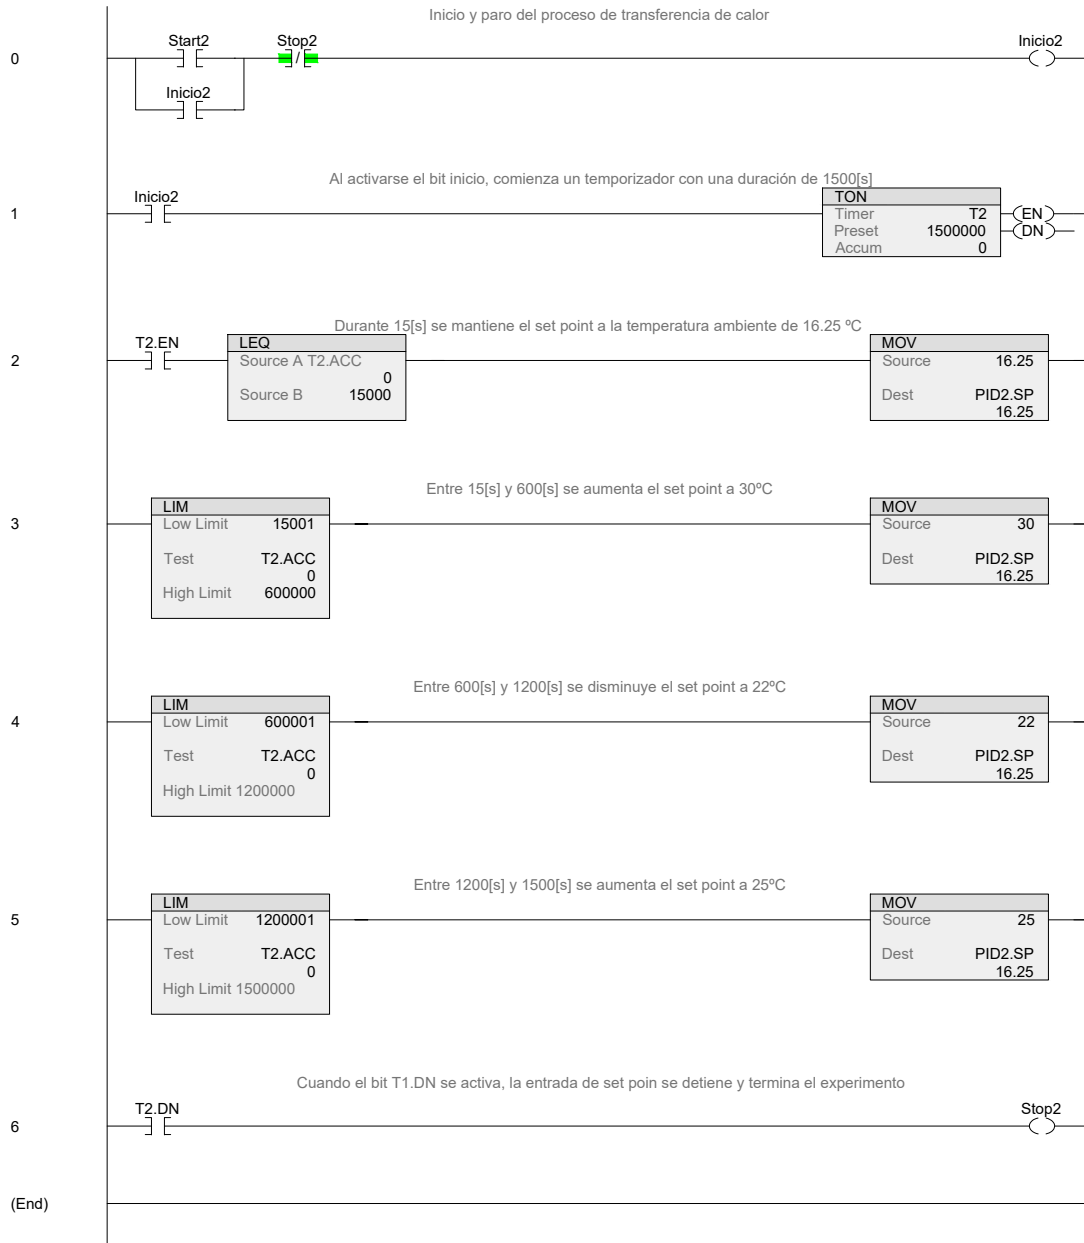 Inicio y paro del proceso de transferencia de calor
Start2 Stop2 Inicio2
0
Inicio2
Al activarse el bit inicio, comienza un temporizador con una duración de 1500[s]
Inicio2 TON
1 Timer T2 EN
Preset 1500000 DN
Accum 0
Durante 15[s] se mantiene el set point a la temperatura ambiente de 16.25 ºC
T2.EN LEQ MOV
2 Source A T2.ACC Source 16.25
0
Source B 15000 Dest PID2.SP
16.25
Entre 15[s] y 600[s] se aumenta el set point a 30ºC
LIM MOV
3 Low Limit 15001 Source 30
Test T2.ACC Dest PID2.SP
0 16.25
High Limit 600000
Entre 600[s] y 1200[s] se disminuye el set point a 22ºC
LIM MOV
4 Low Limit 600001 Source 22
Test T2.ACC Dest PID2.SP
0 16.25
High Limit 1200000
Entre 1200[s] y 1500[s] se aumenta el set point a 25ºC
LIM MOV
5 Low Limit 1200001 Source 25
Test T2.ACC Dest PID2.SP
0 16.25
High Limit 1500000
Cuando el bit T1.DN se activa, la entrada de set poin se detiene y termina el experimento
T2.DN Stop2
6
(End)